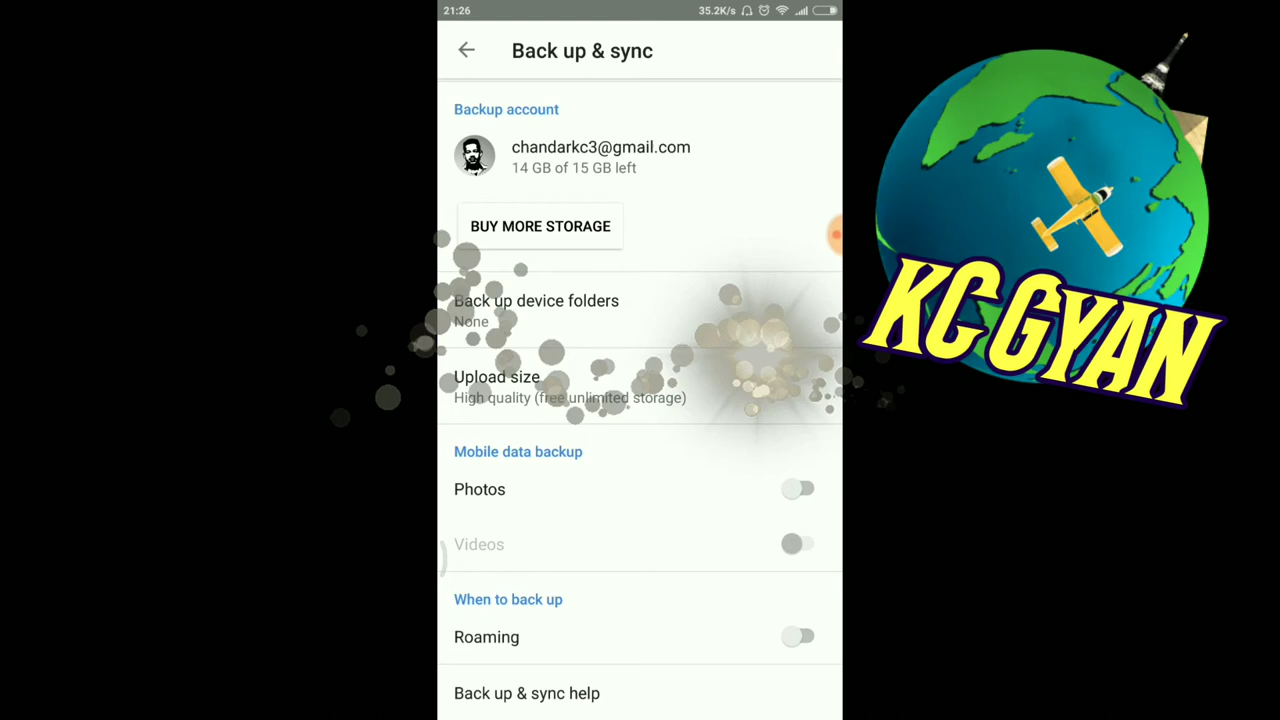 21:26
35.2K/s
Back up & sync
Backup account
chandarkc3@gmail.com
14 GB of 15 GB left
BUY MORE STORAGE
Back up device folders
None
Upload size
High quality (free unlimited storage)
Mobile data backup
Photos
Videos
When to back up
Roaming
Back up & sync help
KC GYAN